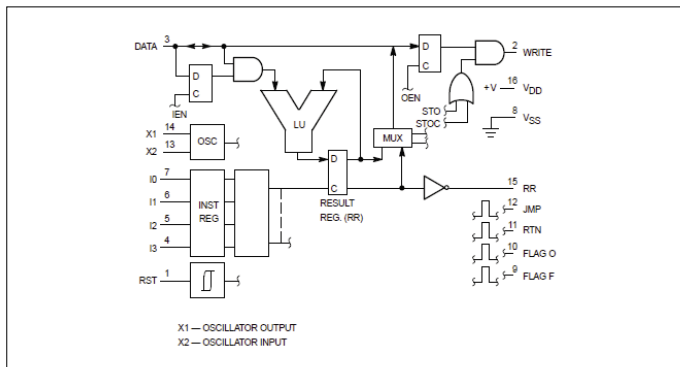 DATA 3
D
C
IEN
LU
D
C
OEN
2 WRITE
+V 16 VDD
STO
STOC
8 VSS
X1 14
X2 13
OSC
MUX
I0 7
I1 6
I2 5
I3 4
INST
REG
D
C
RESULT
REG. (RR)
15 RR
12 JMP
11 RTN
10 FLAG O
9 FLAG F
RST 1
X1 — OSCILLATOR OUTPUT
X2 — OSCILLATOR INPUT